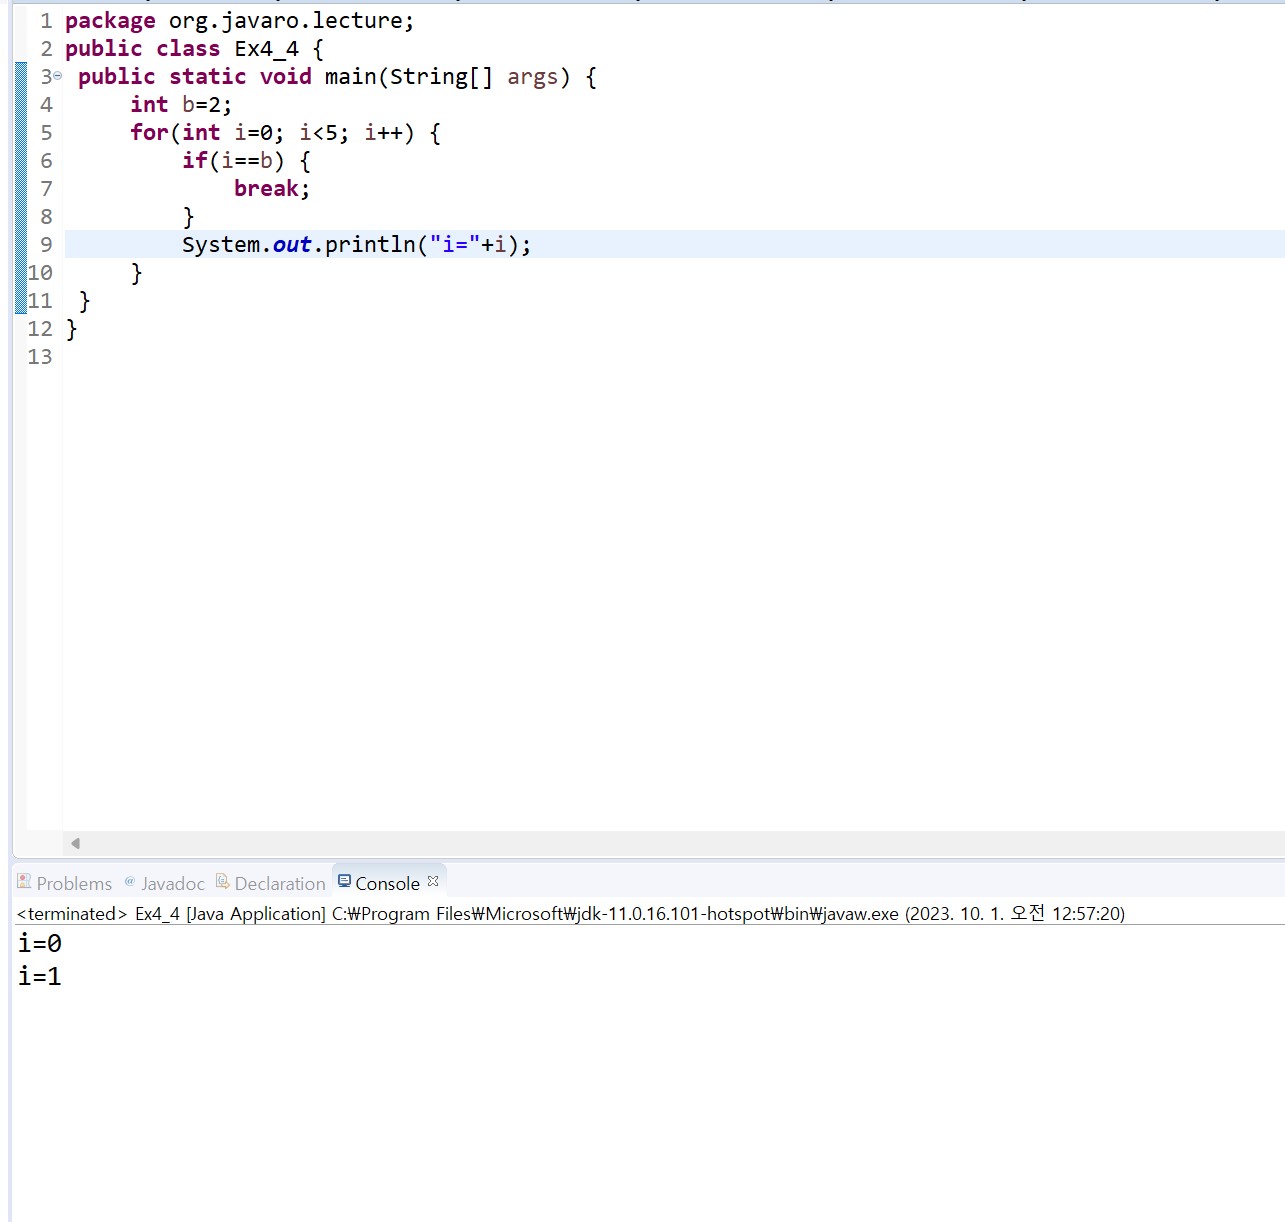 1 package org.javaro.lecture;
2 public class Ex4_4 {
3 public static void main(String[] args) {
4 int b=2;
5 for(int i=0; i<5; i++) {
6 if(i==b) {
7 break;
8 }
9 System.out.println("i="+i);
10 }
11 }
12 }
13
Problems @ Javadoc Declaration Console
<terminated> Ex4_4 [Java Application] C:₩Program Files₩Microsoft₩jdk-11.0.16.101-hotspot₩bin₩javaw.exe (2023. 10. 1. 오전 12:57:20)
i=0
i=1